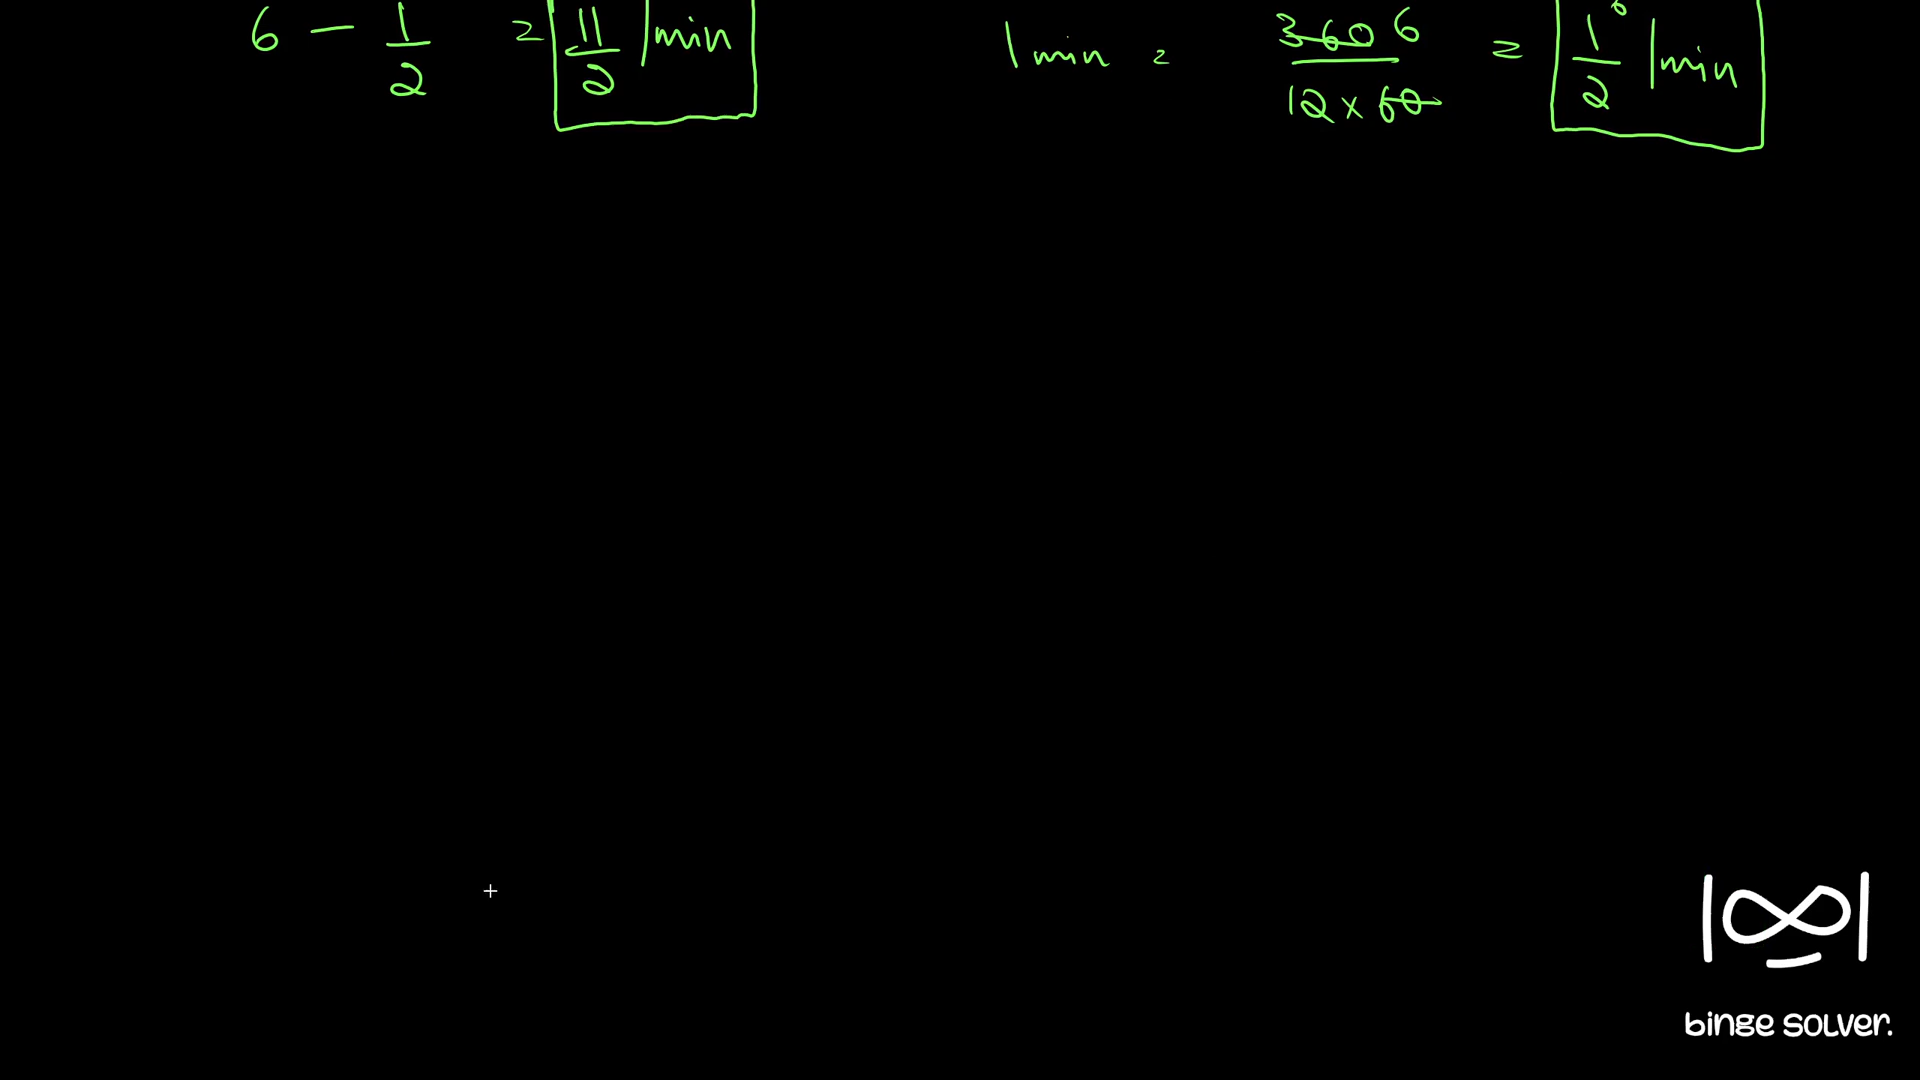 6 - 1/2 = 11/2 /min
1 min = 360 6 / 12 x 60 = 1°/2 /min
binge solver.